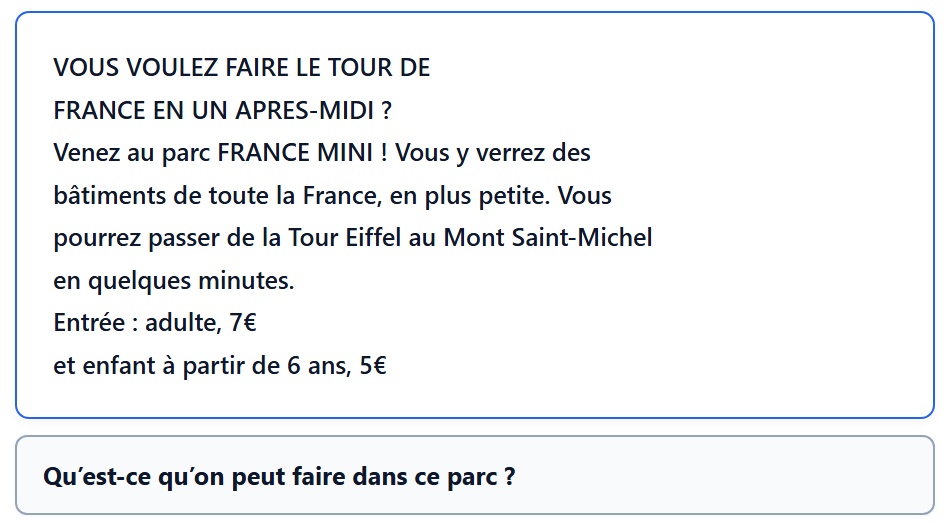 VOUS VOULEZ FAIRE LE TOUR DE
FRANCE EN UN APRES-MIDI ?
Venez au parc FRANCE MINI ! Vous y verrez des
bâtiments de toute la France, en plus petite. Vous
pourrez passer de la Tour Eiffel au Mont Saint-Michel
en quelques minutes.
Entrée : adulte, 7€
et enfant à partir de 6 ans, 5€
Qu’est-ce qu’on peut faire dans ce parc ?